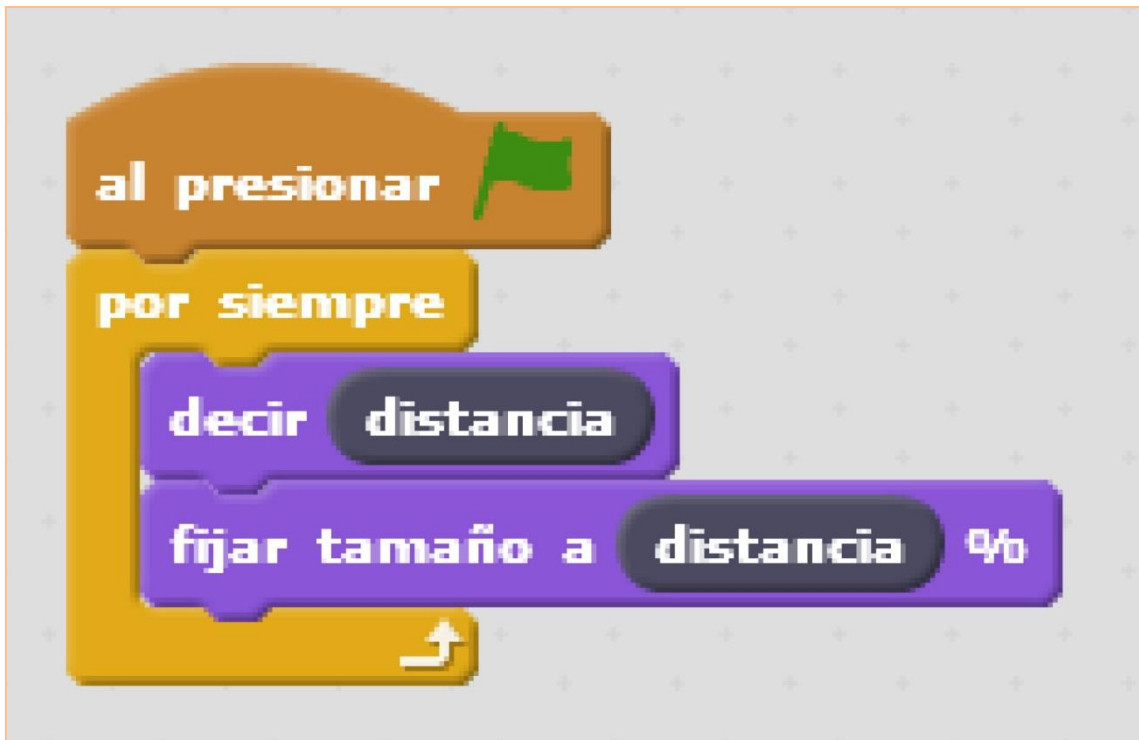 al presionar
por siempre
decir distancia
fijar tamaño a distancia %